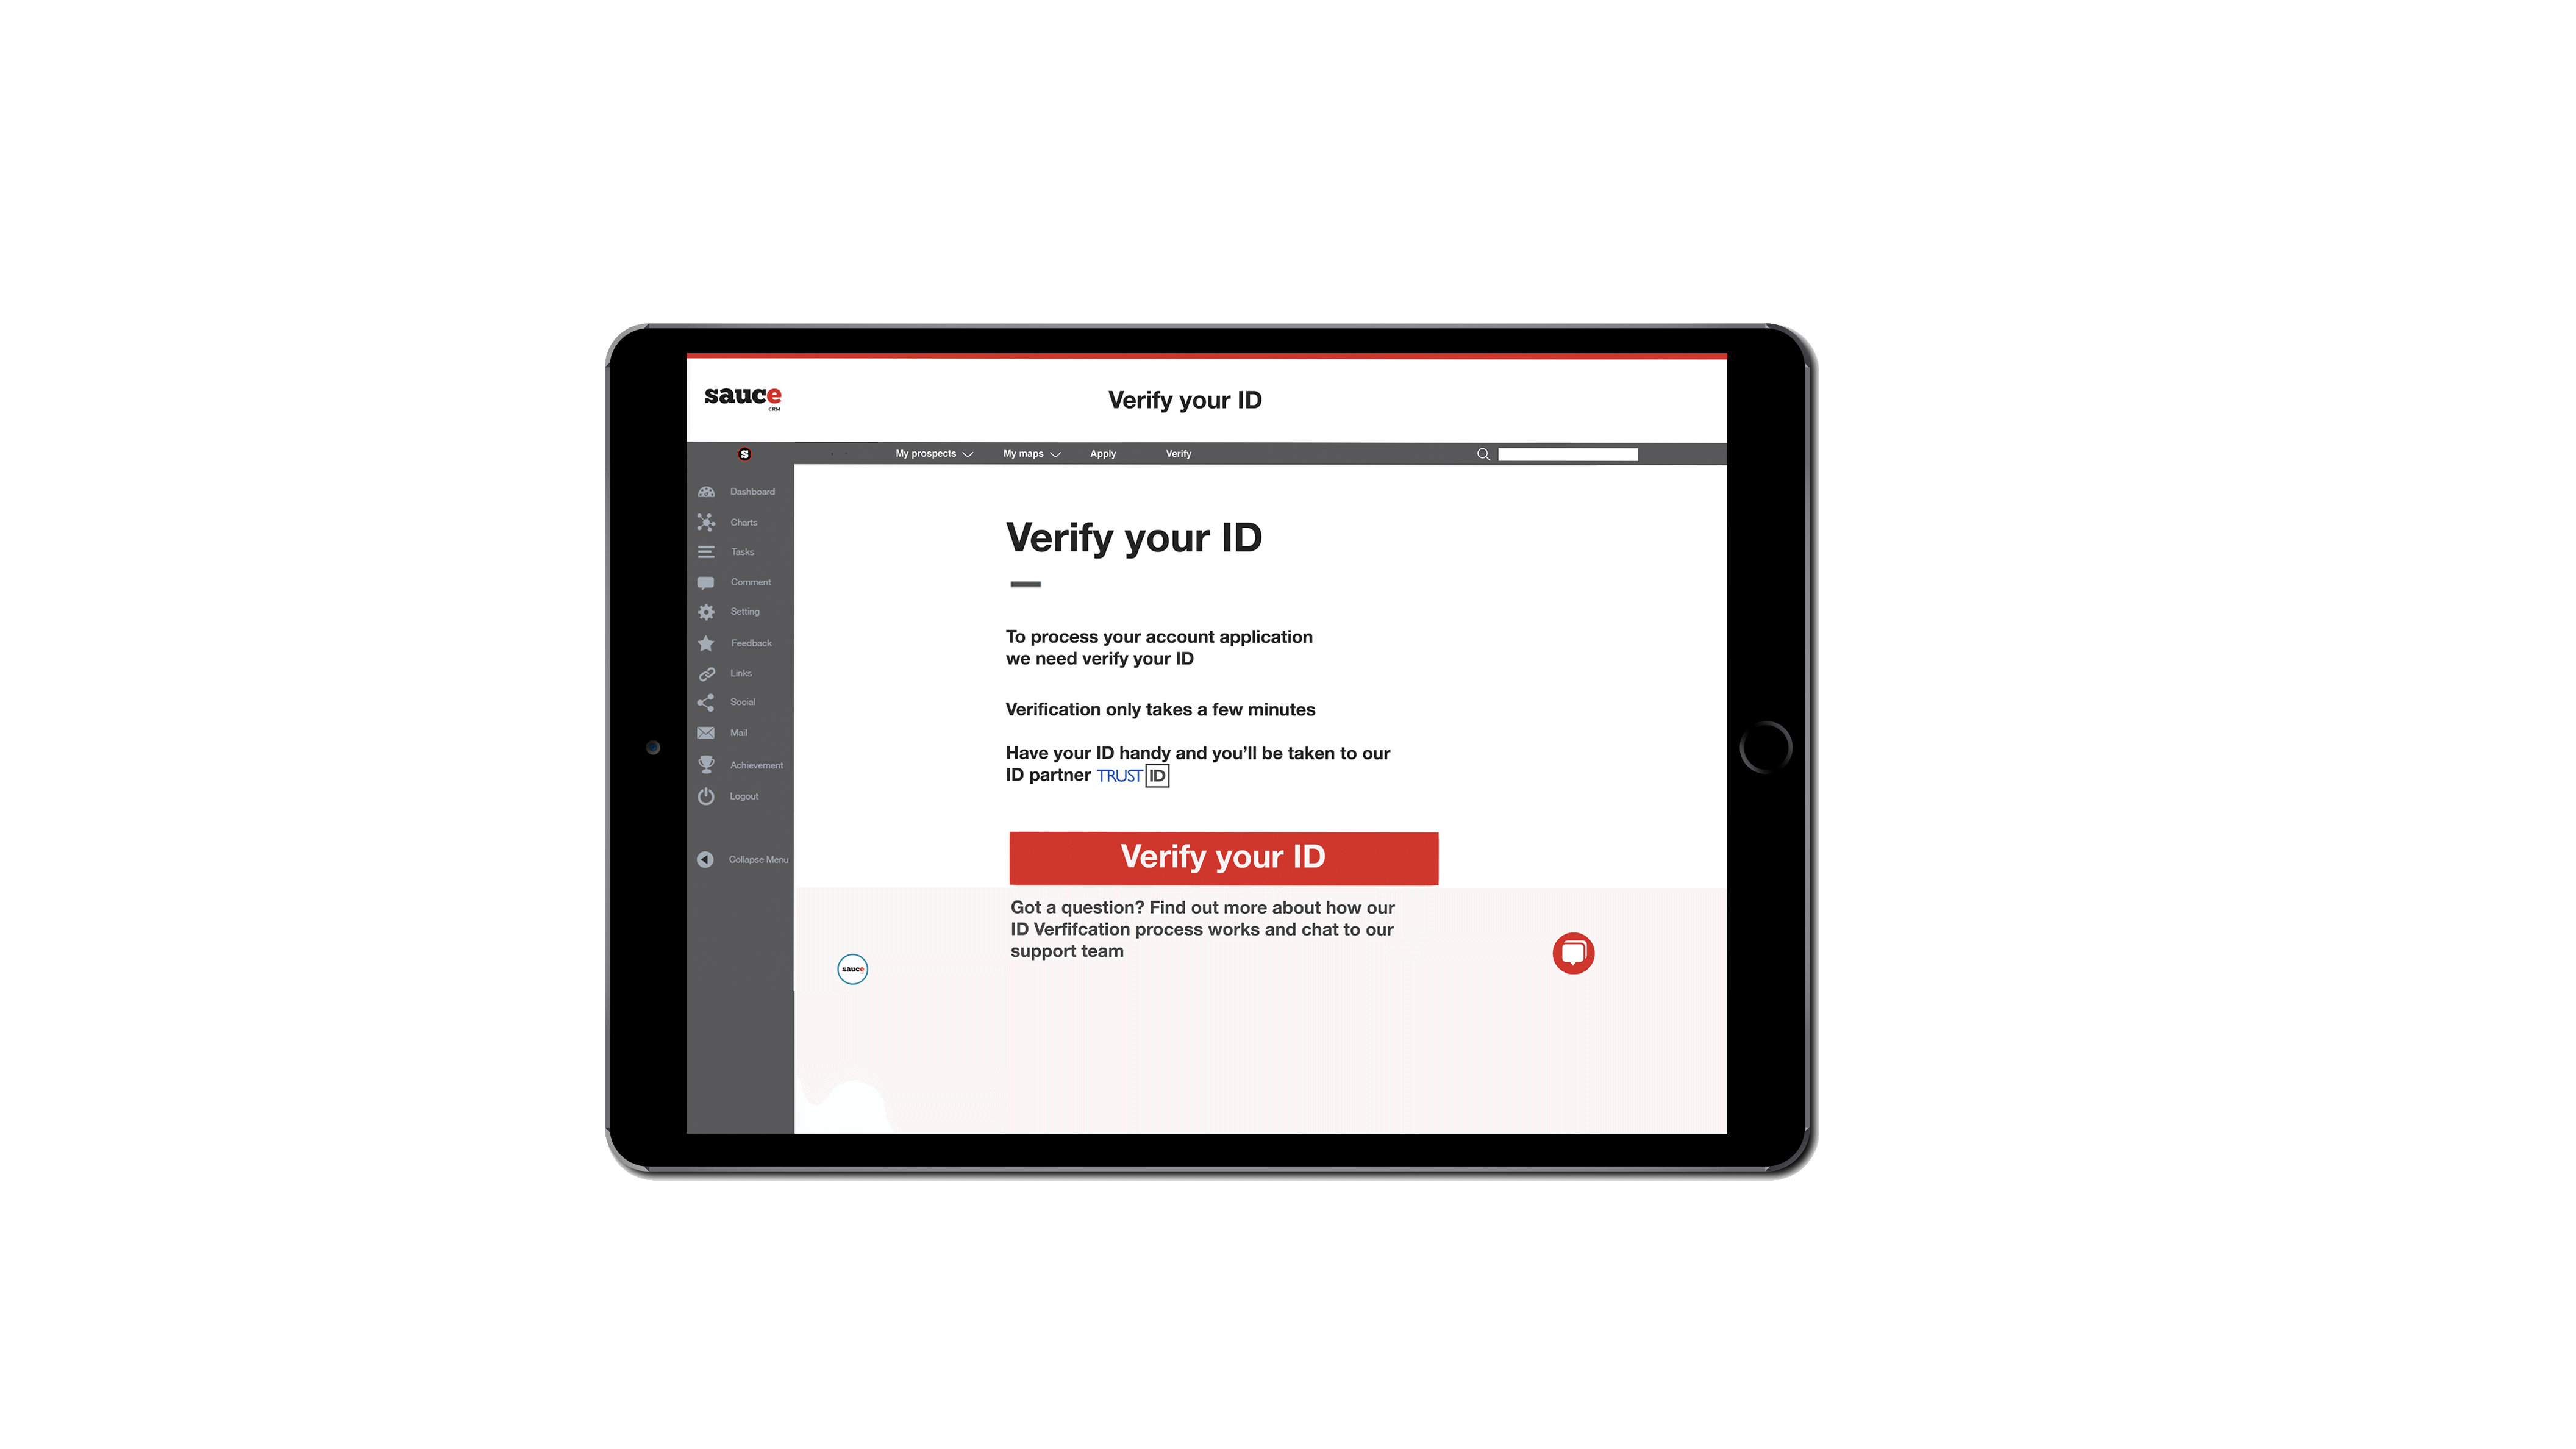 sauce
CRM
Verify your ID
S
My prospects
My maps
Apply
Verify
Dashboard
Charts
Tasks
Comment
Setting
Feedback
Links
Social
Mail
Achievement
Logout
Collapse Menu
Verify your ID
To process your account application
we need verify your ID
Verification only takes a few minutes
Have your ID handy and you’ll be taken to our
ID partner TRUST ID
Verify your ID
Got a question? Find out more about how our
ID Verfifcation process works and chat to our
support team
sauce